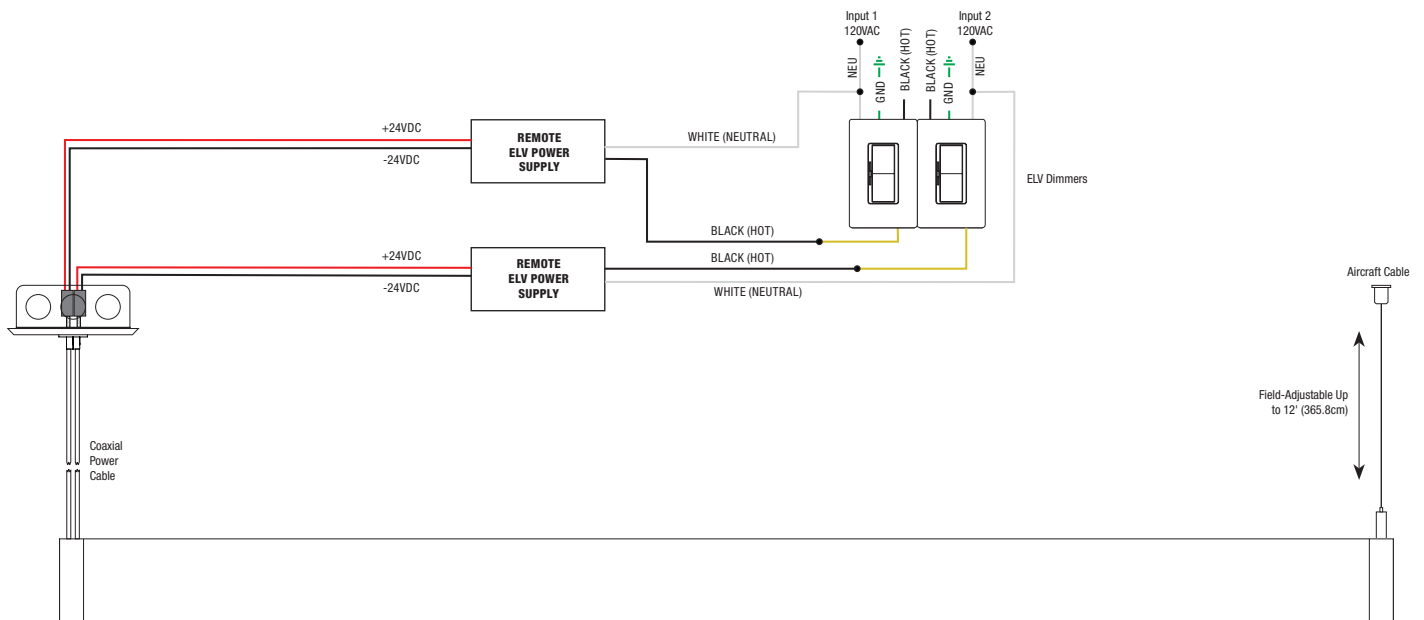 Input 1
120VAC
Input 2
120VAC
NEU
GND
BLACK (HOT)
BLACK (HOT)
GND
NEU
+24VDC
-24VDC
REMOTE
ELV POWER
SUPPLY
WHITE (NEUTRAL)
ELV Dimmers
BLACK (HOT)
+24VDC
-24VDC
REMOTE
ELV POWER
SUPPLY
BLACK (HOT)
WHITE (NEUTRAL)
Aircraft Cable
Field-Adjustable Up
to 12' (365.8cm)
Coaxial
Power
Cable